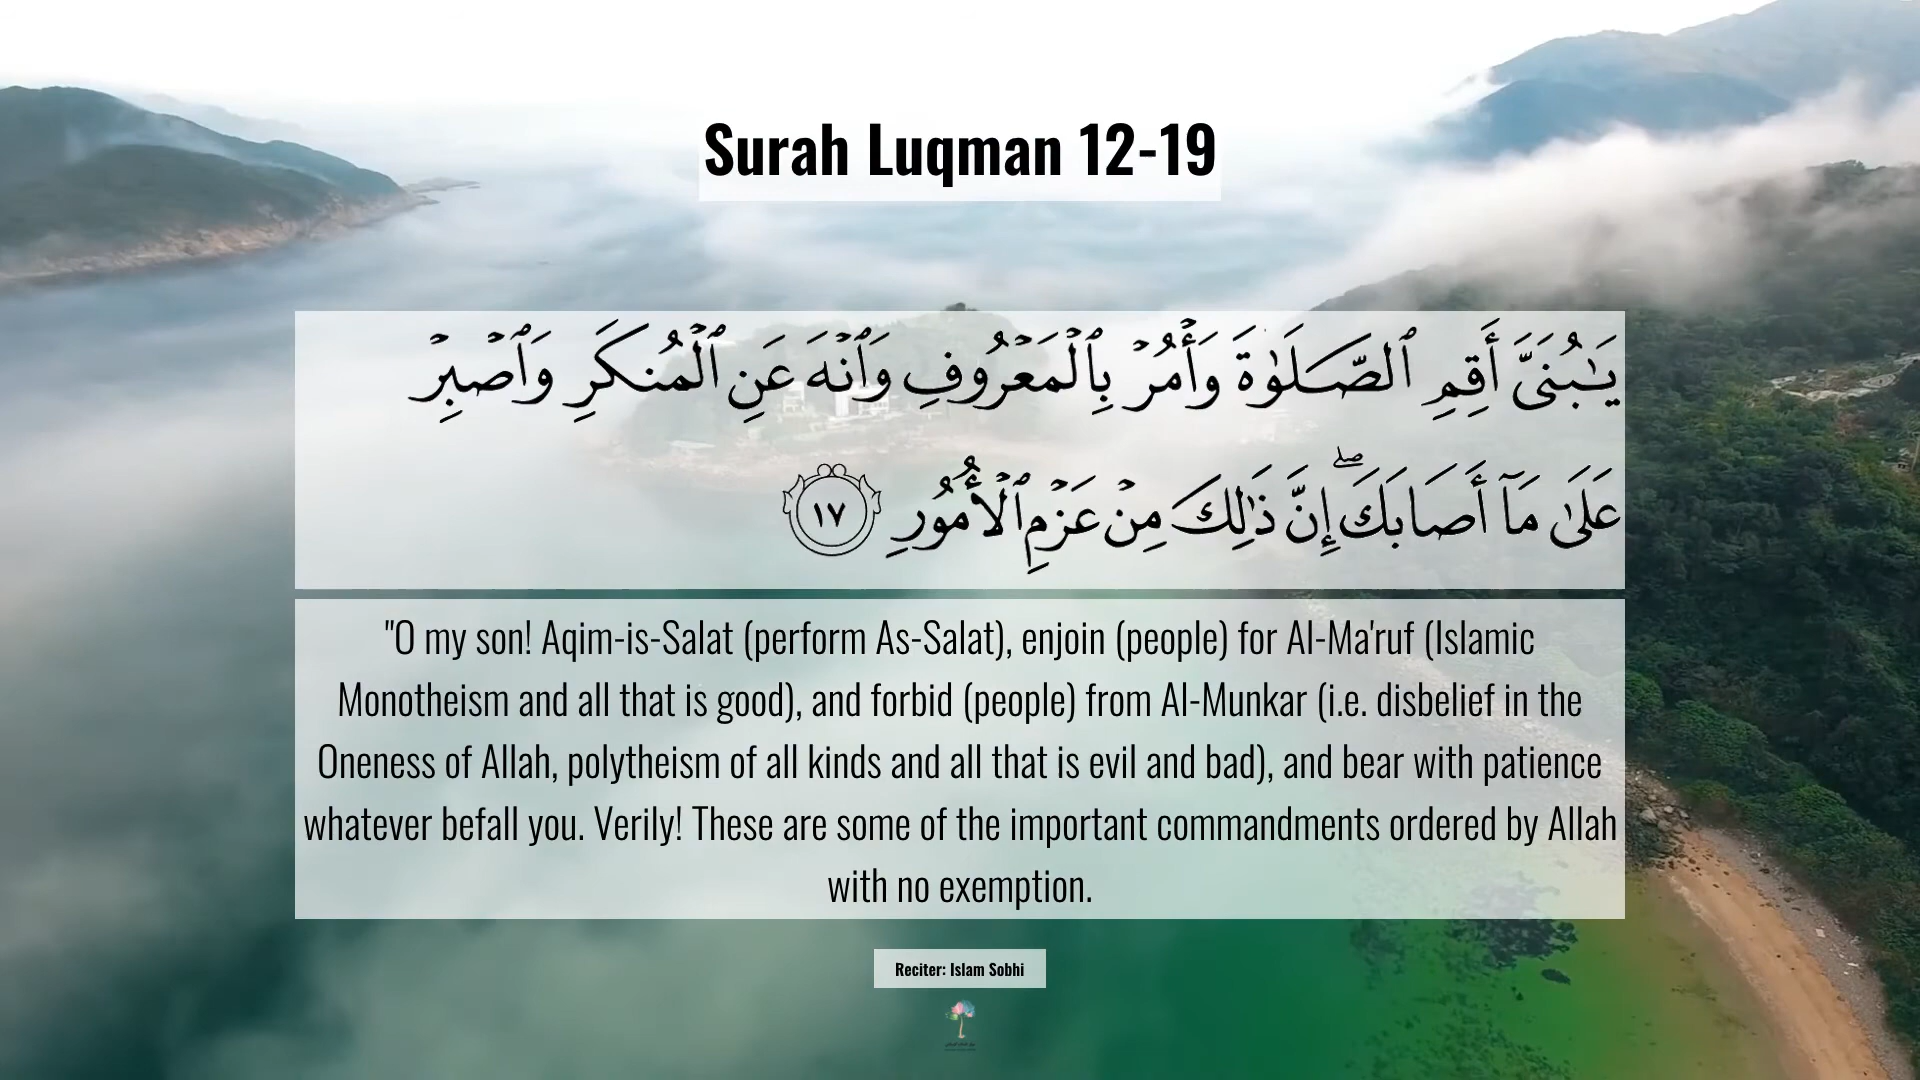 Surah Luqman 12-19
يَـٰبُنَىَّ أَقِمِ ٱلصَّلَوٰةَ وَأْمُرْ بِٱلْمَعْرُوفِ وَٱنْهَ عَنِ ٱلْمُنكَرِ وَٱصْبِرْ
عَلَىٰ مَآ أَصَابَكَ ۖ إِنَّ ذَٰلِكَ مِنْ عَزْمِ ٱلْأُمُورِ ١٧
"O my son! Aqim-is-Salat (perform As-Salat), enjoin (people) for Al-Ma'ruf (Islamic
Monotheism and all that is good), and forbid (people) from Al-Munkar (i.e. disbelief in the
Oneness of Allah, polytheism of all kinds and all that is evil and bad), and bear with patience
whatever befall you. Verily! These are some of the important commandments ordered by Allah
with no exemption.
Reciter: Islam Sobhi